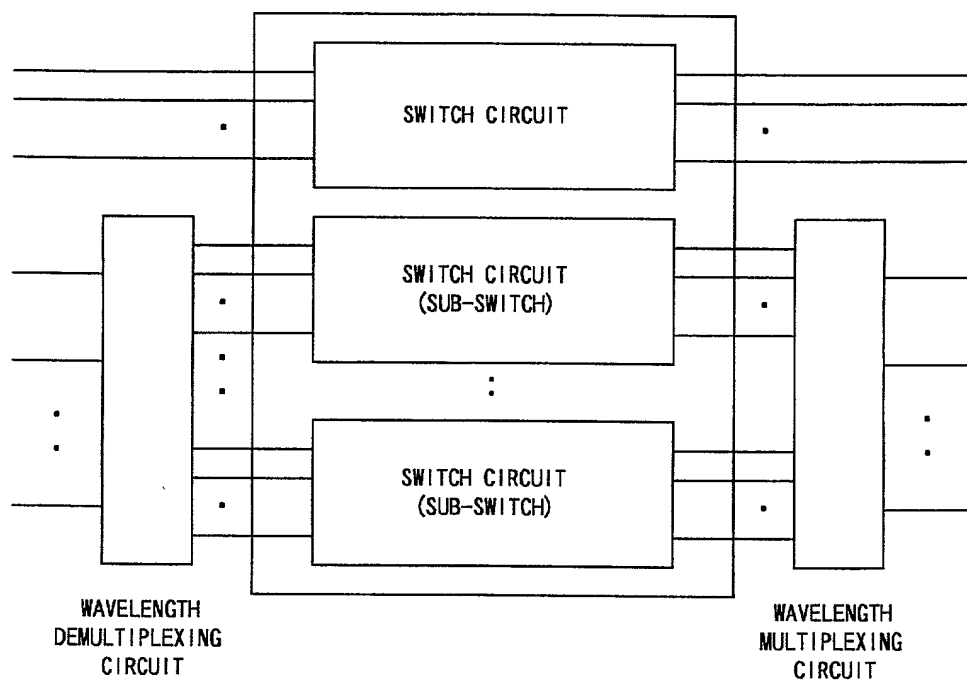 SWITCH CIRCUIT
SWITCH CIRCUIT
(SUB-SWITCH)
SWITCH CIRCUIT
(SUB-SWITCH)
WAVELENGTH
DEMULTIPLEXING
CIRCUIT
WAVELENGTH
MULTIPLEXING
CIRCUIT